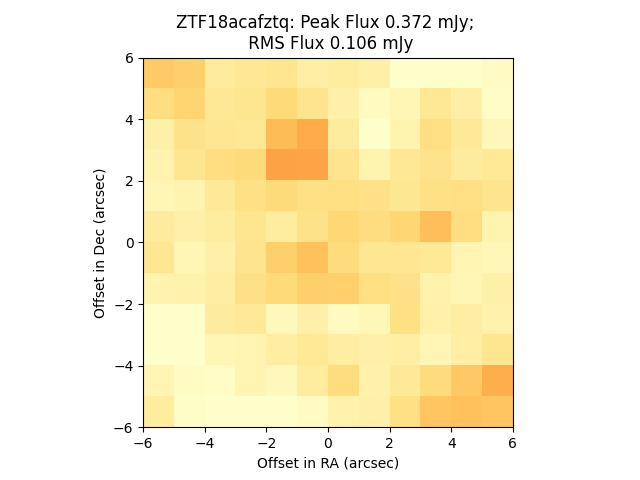 ZTF18acafztq: Peak Flux 0.372 mJy;
RMS Flux 0.106 mJy
6
4
2
0
−2
−4
−6
Offset in Dec (arcsec)
−6 −4 −2 0 2 4 6
Offset in RA (arcsec)